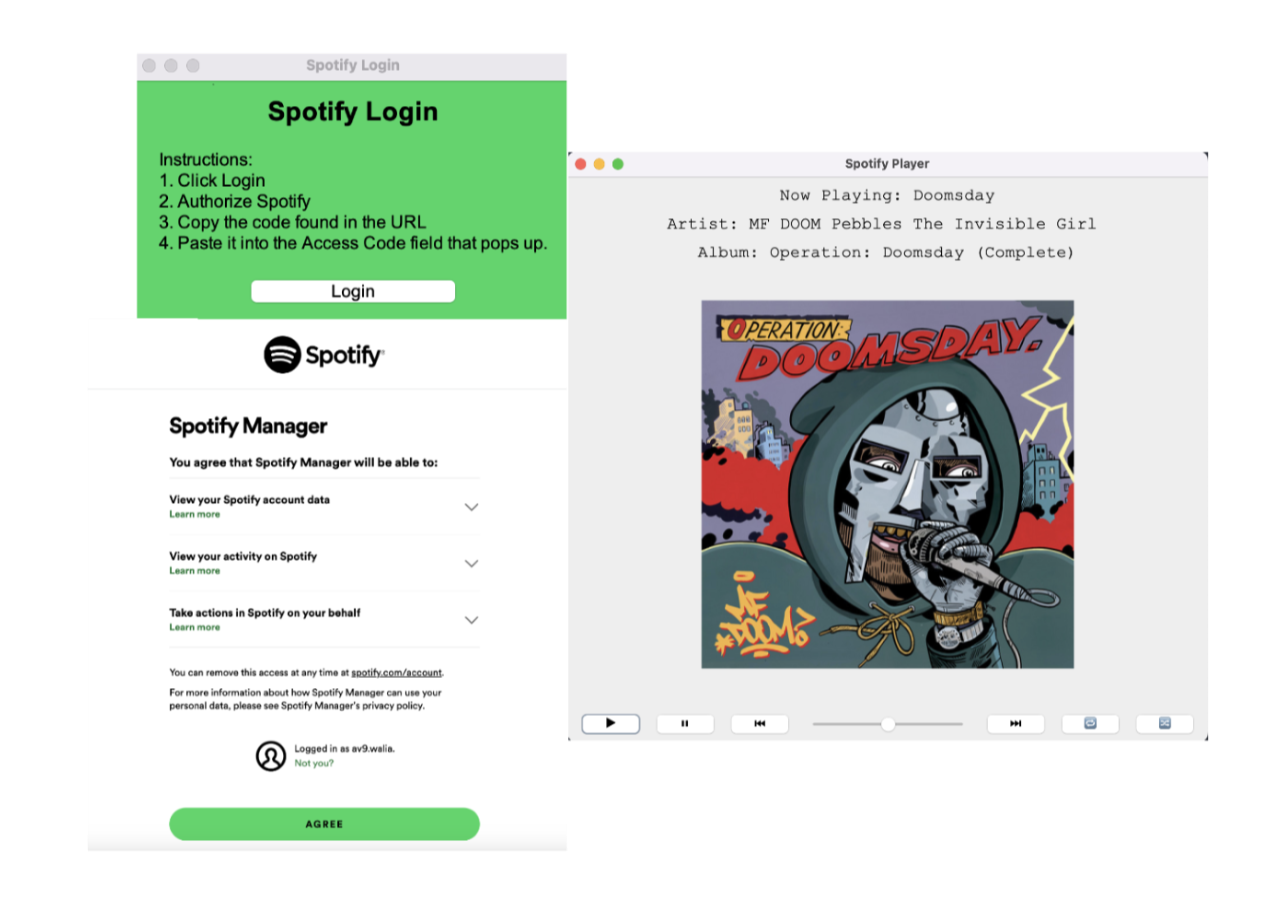 Spotify Login
Spotify Login
Instructions:
1. Click Login
2. Authorize Spotify
3. Copy the code found in the URL
4. Paste it into the Access Code field that pops up.
Login
Spotify
Spotify Manager
You agree that Spotify Manager will be able to:
View your Spotify account data
Learn more
View your activity on Spotify
Learn more
Take actions in Spotify on your behalf
Learn more
You can remove this access at any time at spotify.com/account.
For more information about how Spotify Manager can use your
personal data, please see Spotify Manager's privacy policy.
Logged in as av9.walia.
Not you?
AGREE
Spotify Player
Now Playing: Doomsday
Artist: MF DOOM Pebbles The Invisible Girl
Album: Operation: Doomsday (Complete)
OPERATION:
DOOMSDAY.
MF
DOOM?